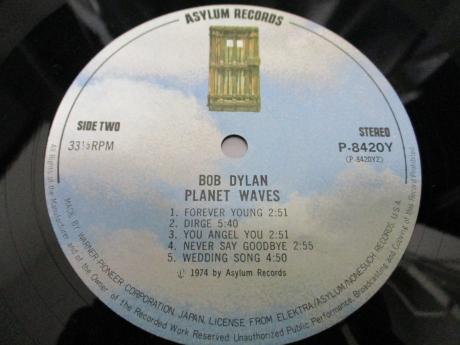 ASYLUM RECORDS
SIDE TWO
33⅓RPM
STEREO
P-8420Y
(P-8420Y2)
BOB DYLAN
PLANET WAVES
1. FOREVER YOUNG 2:51
2. DIRGE 5:40
3. YOU ANGEL YOU 2:51
4. NEVER SAY GOODBYE 2:55
5. WEDDING SONG 4:50
Ⓟ 1974 by Asylum Records
All Rights of the Manufacturer and of the Owner of the Recorded Work Reserved Unauthorized Public Performance, Broadcasting and Copying of this Record Prohibited.
MADE BY WARNER-PIONEER CORPORATION, JAPAN, LICENSE FROM ELEKTRA/ASYLUM/NONESUCH RECORDS, U.S.A.